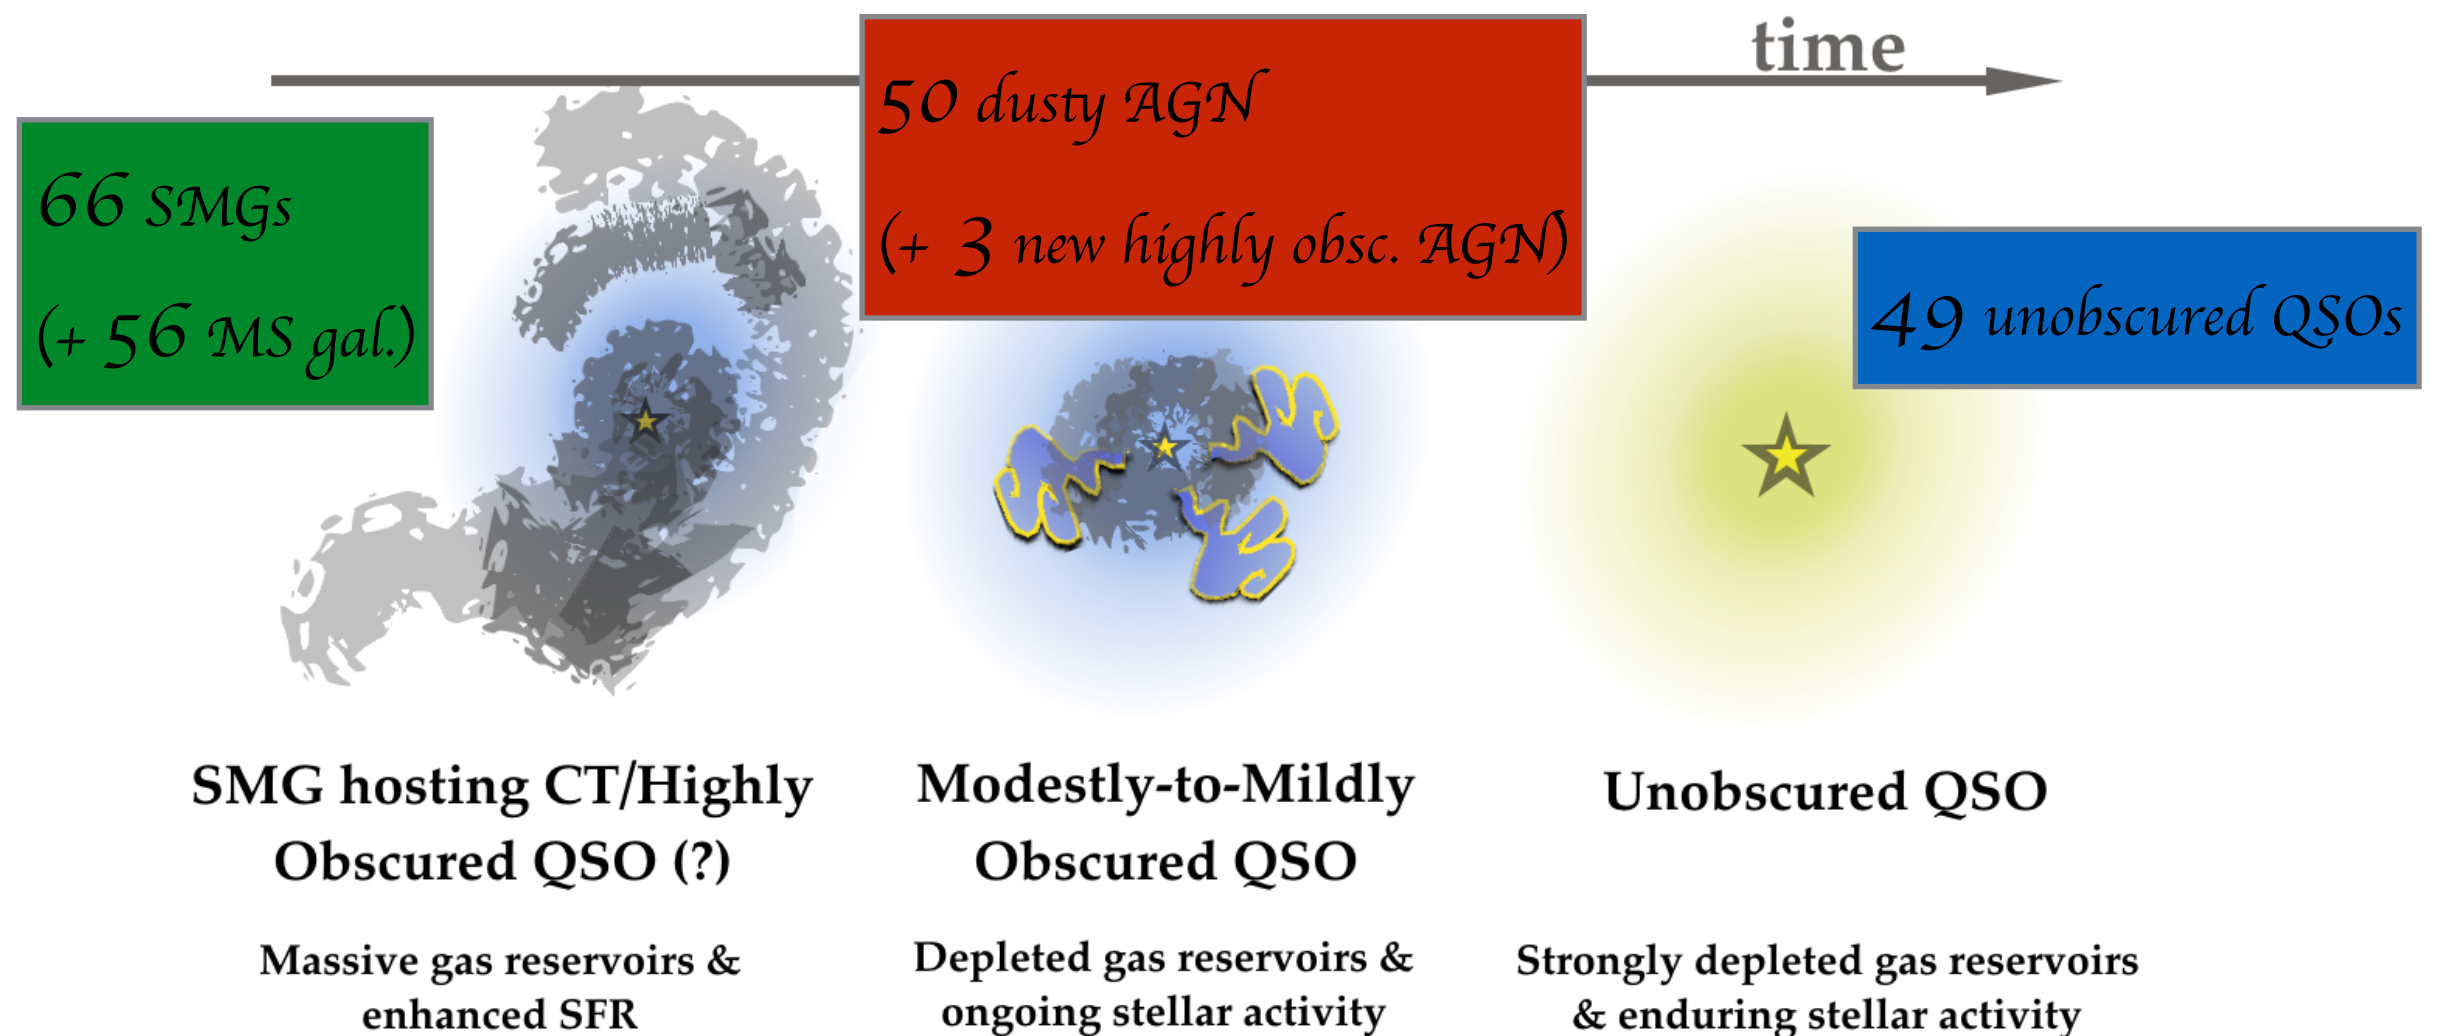 time
66 SMGs
(+ 56 MS gal.)
50 dusty AGN
(+ 3 new highly obsc. AGN)
49 unobscured QSOs
SMG hosting CT/Highly
Obscured QSO (?)
Massive gas reservoirs &
enhanced SFR
Modestly-to-Mildly
Obscured QSO
Depleted gas reservoirs &
ongoing stellar activity
Unobscured QSO
Strongly depleted gas reservoirs
& enduring stellar activity